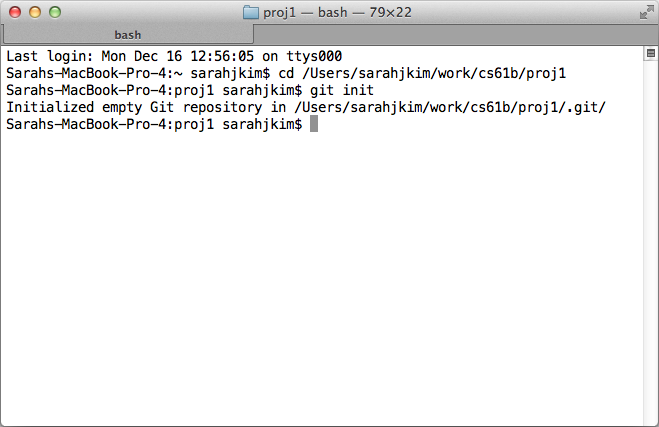 proj1 — bash — 79×22
bash
Last login: Mon Dec 16 12:56:05 on ttys000
Sarahs-MacBook-Pro-4:~ sarahjkim$ cd /Users/sarahjkim/work/cs61b/proj1
Sarahs-MacBook-Pro-4:proj1 sarahjkim$ git init
Initialized empty Git repository in /Users/sarahjkim/work/cs61b/proj1/.git/
Sarahs-MacBook-Pro-4:proj1 sarahjkim$